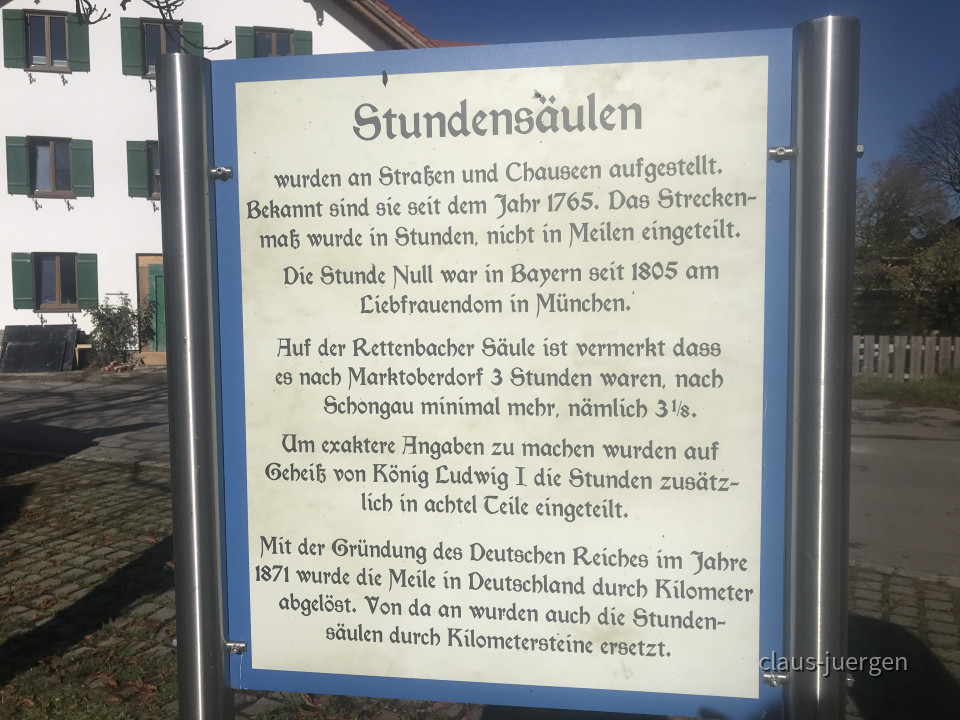 Stundensäulen
wurden an Straßen und Chauseen aufgestellt.
Bekannt sind sie seit dem Jahr 1765. Das Strecken-
maß wurde in Stunden, nicht in Meilen eingeteilt.
Die Stunde Null war in Bayern seit 1805 am
Liebfrauendom in München.
Auf der Rettenbacher Säule ist vermerkt dass
es nach Marktoberdorf 3 Stunden waren, nach
Schongau minimal mehr, nämlich 3 1/8.
Um exaktere Angaben zu machen wurden auf
Geheiß von König Ludwig I die Stunden zusätz-
lich in achtel Teile eingeteilt.
Mit der Gründung des Deutschen Reiches im Jahre
1871 wurde die Meile in Deutschland durch Kilometer
abgelöst. Von da an wurden auch die Stunden-
säulen durch Kilometersteine ersetzt.
claus-juergen